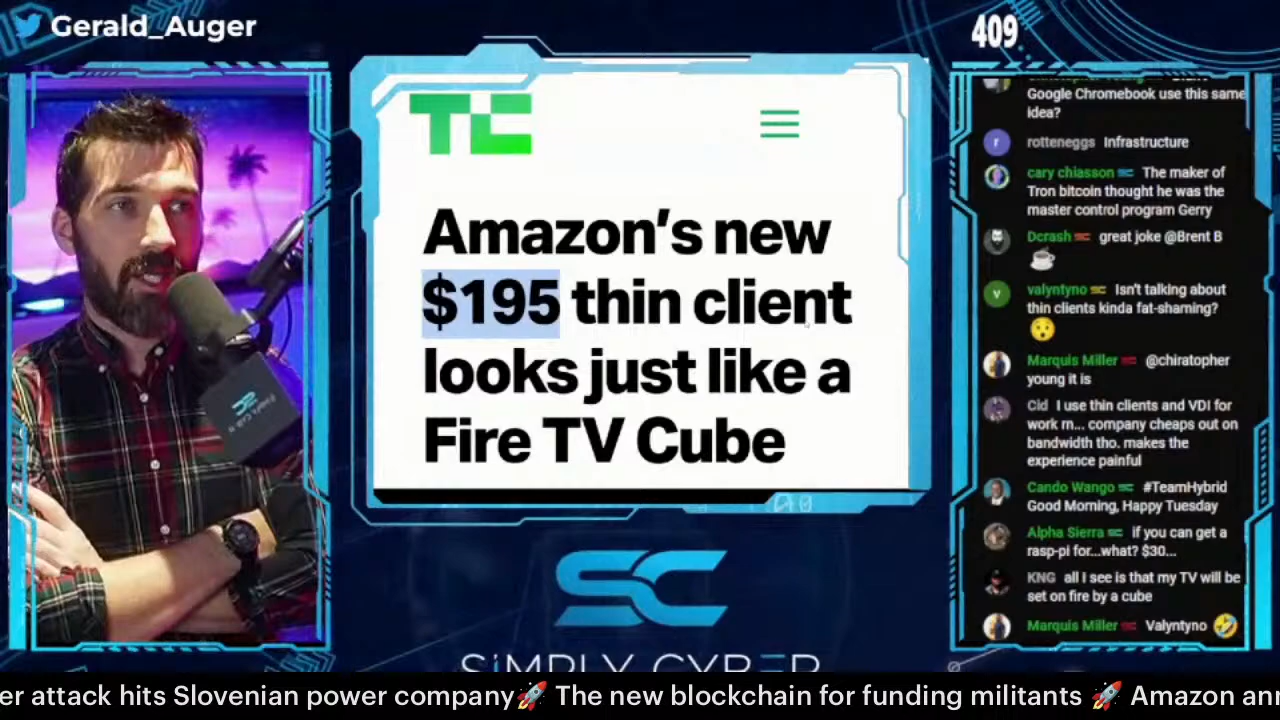 Gerald_Auger
409
TC
Amazon's new
$195 thin client
looks just like a
Fire TV Cube
SC
SIMPLY CYBER
Google Chromebook use this same
idea?
rotteneggs Infrastructure
cary chiasson The maker of
Tron bitcoin thought he was the
master control program Gerry
Dcrash great joke @Brent B
valyntyno Isn't talking about
thin clients kinda fat-shaming?
Marquis Miller @chiratopher
young it is
Cid I use thin clients and VDI for
work rn... company cheaps out on
bandwidth tho. makes the
experience painful
Cando Wango #TeamHybrid
Good Morning, Happy Tuesday
Alpha Sierra if you can get a
rasp-pi for...what? $30...
KNG all I see is that my TV will be
set on fire by a cube
Marquis Miller Valyntyno
er attack hits Slovenian power company🚀 The new blockchain for funding militants 🚀 Amazon ann